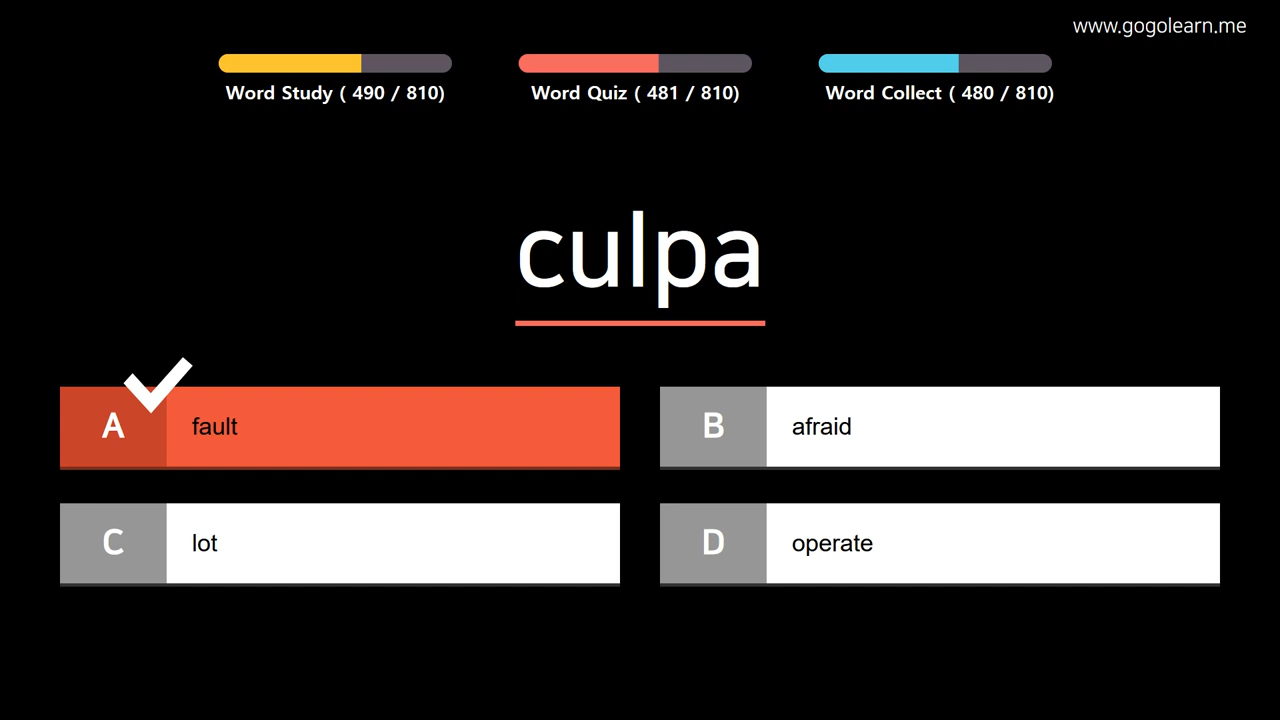 www.gogolearn.me
Word Study ( 490 / 810)
Word Quiz ( 481 / 810)
Word Collect ( 480 / 810)
culpa
A fault
B afraid
C lot
D operate